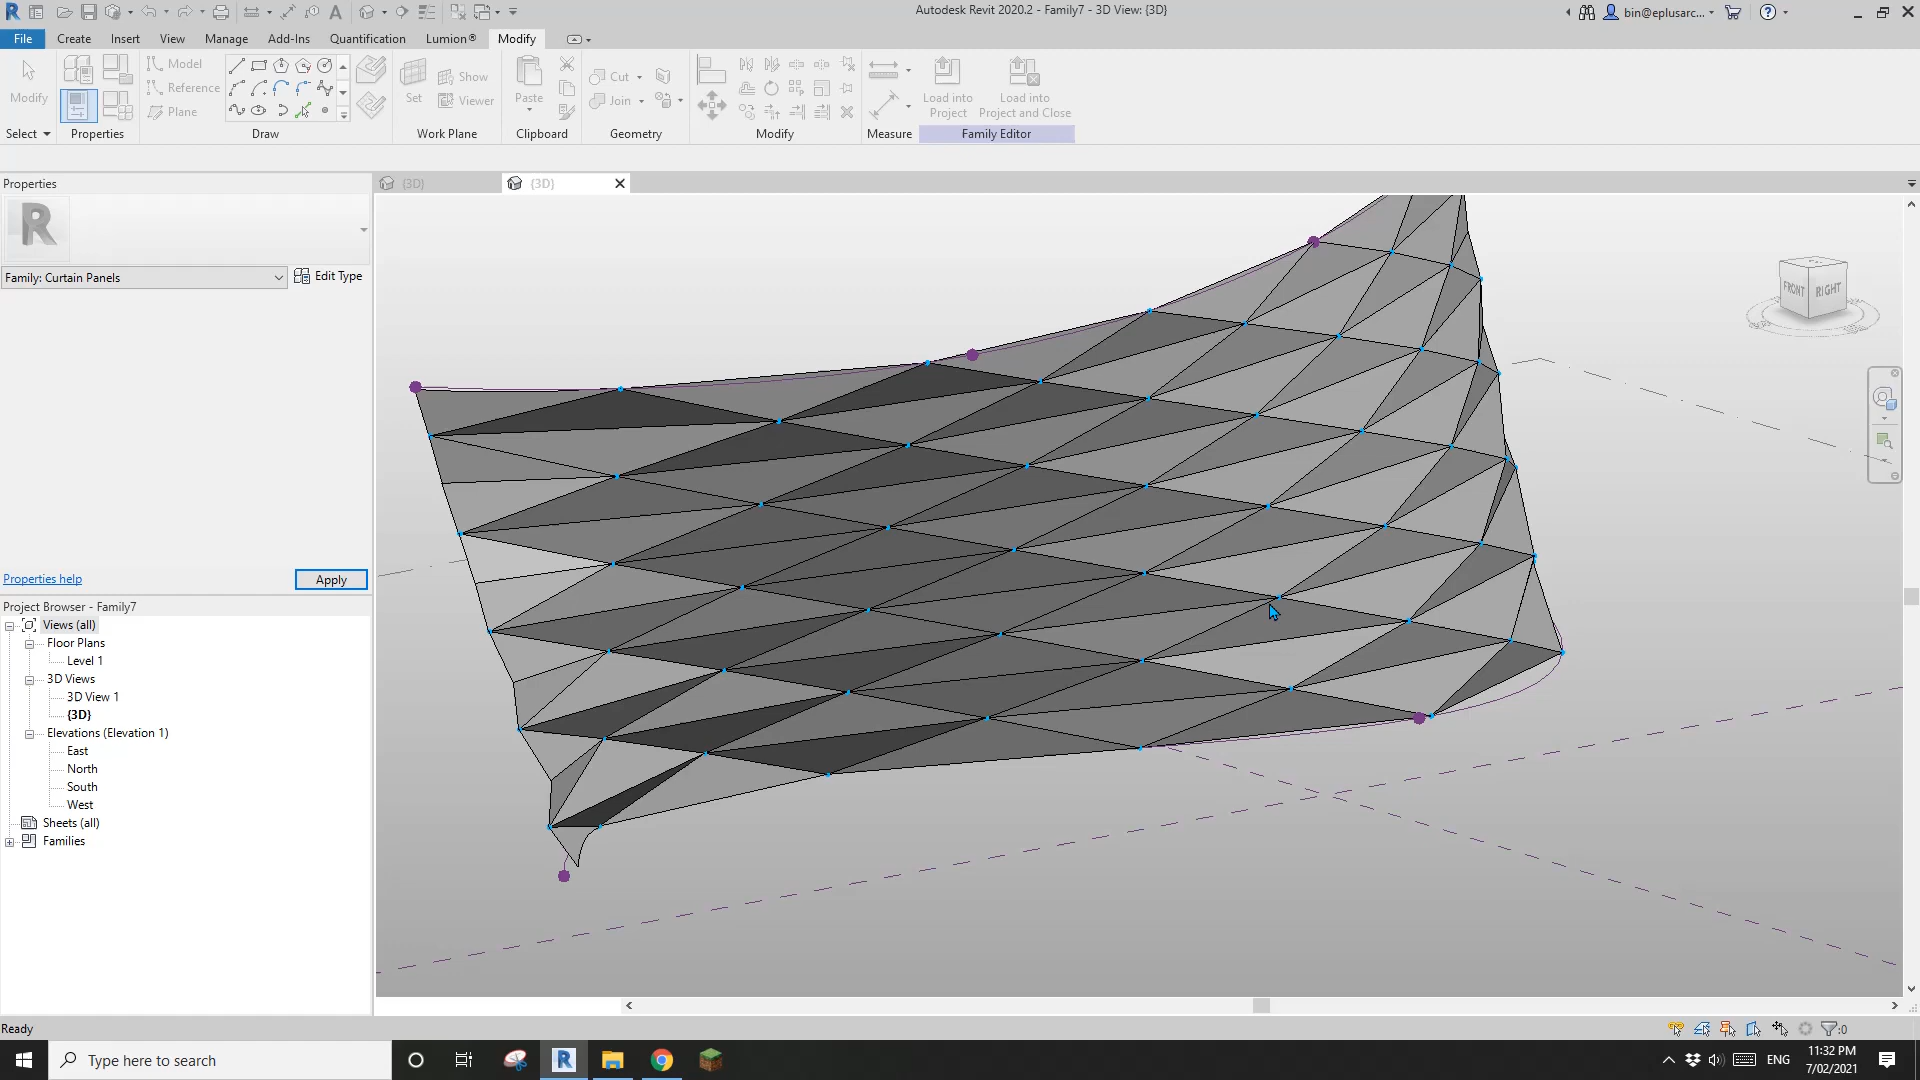 Autodesk Revit 2020.2 - Family7 - 3D View: {3D}
bin@eplusarc...
File Create Insert View Manage Add-Ins Quantification Lumion® Modify
Modify
Model
Reference
Plane
Set
Show
Viewer
Paste
Cut
Join
Load into
Project
Load into
Project and Close
Select Properties Draw Work Plane Clipboard Geometry Modify Measure Family Editor
Properties
{3D}
{3D}
R
Family: Curtain Panels
Edit Type
FRONT RIGHT
Properties help
Apply
Project Browser - Family7
Views (all)
Floor Plans
Level 1
3D Views
3D View 1
{3D}
Elevations (Elevation 1)
East
North
South
West
Sheets (all)
Families
Ready
:0
Type here to search
ENG
11:32 PM
7/02/2021